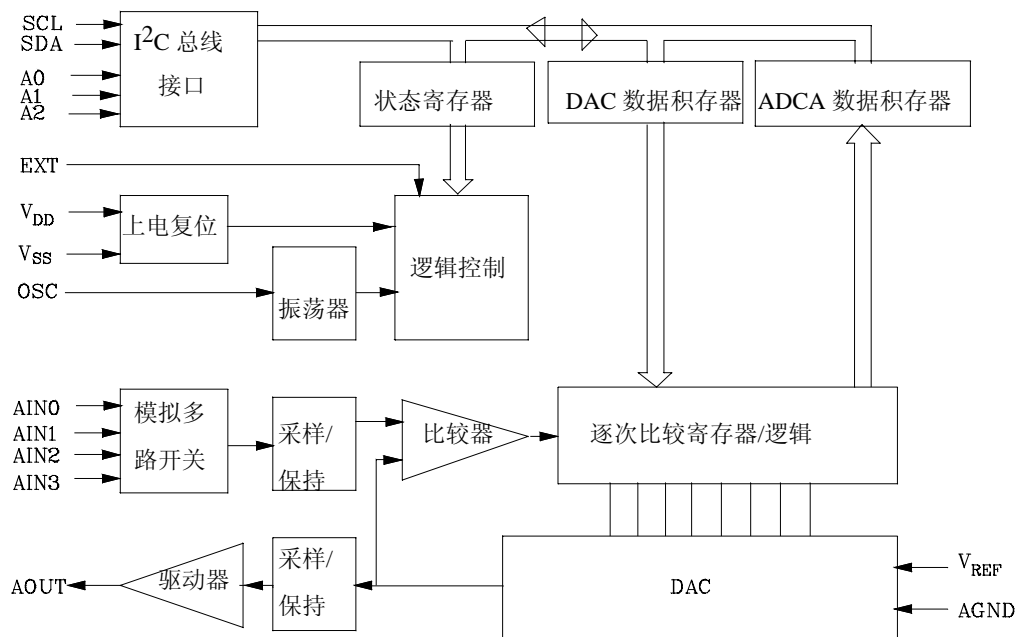 SCL
SDA
A0
A1
A2
I²C 总线
接口
状态寄存器
DAC 数据积存器
ADCA 数据积存器
EXT
V_DD
V_SS
OSC
上电复位
振荡器
逻辑控制
AIN0
AIN1
AIN2
AIN3
模拟多
路开关
采样/
保持
比较器
逐次比较寄存器/逻辑
AOUT
驱动器
采样/
保持
DAC
V_REF
AGND